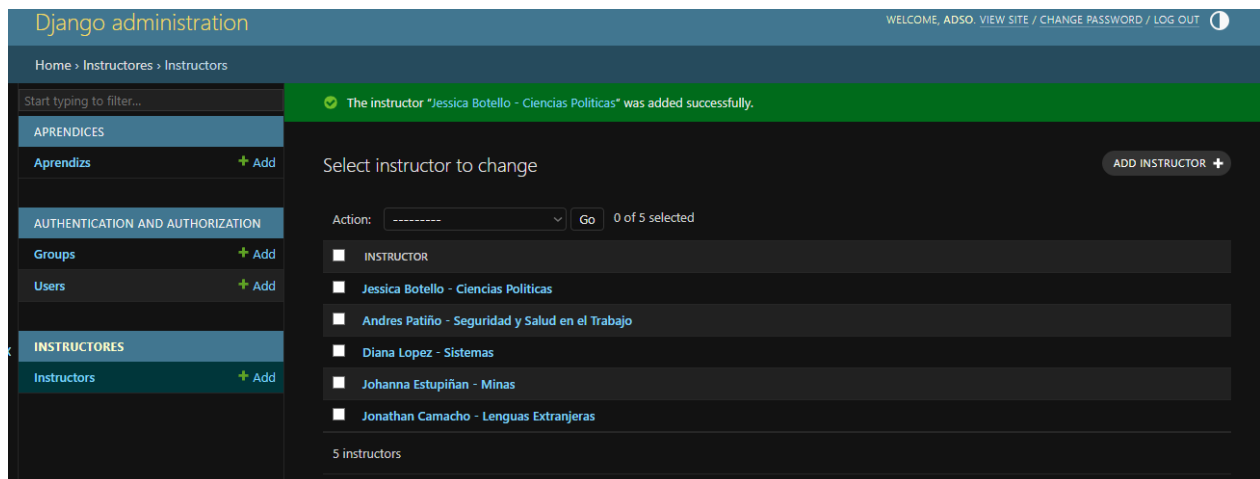 Django administration
WELCOME, ADSO. VIEW SITE / CHANGE PASSWORD / LOG OUT
Home › Instructores › Instructors
Start typing to filter...
APRENDICES
Aprendizs + Add
AUTHENTICATION AND AUTHORIZATION
Groups + Add
Users + Add
INSTRUCTORES
Instructors + Add
The instructor “Jessica Botello - Ciencias Politicas” was added successfully.
Select instructor to change
ADD INSTRUCTOR +
Action: --------- Go 0 of 5 selected
INSTRUCTOR
Jessica Botello - Ciencias Politicas
Andres Patiño - Seguridad y Salud en el Trabajo
Diana Lopez - Sistemas
Johanna Estupiñan - Minas
Jonathan Camacho - Lenguas Extranjeras
5 instructors